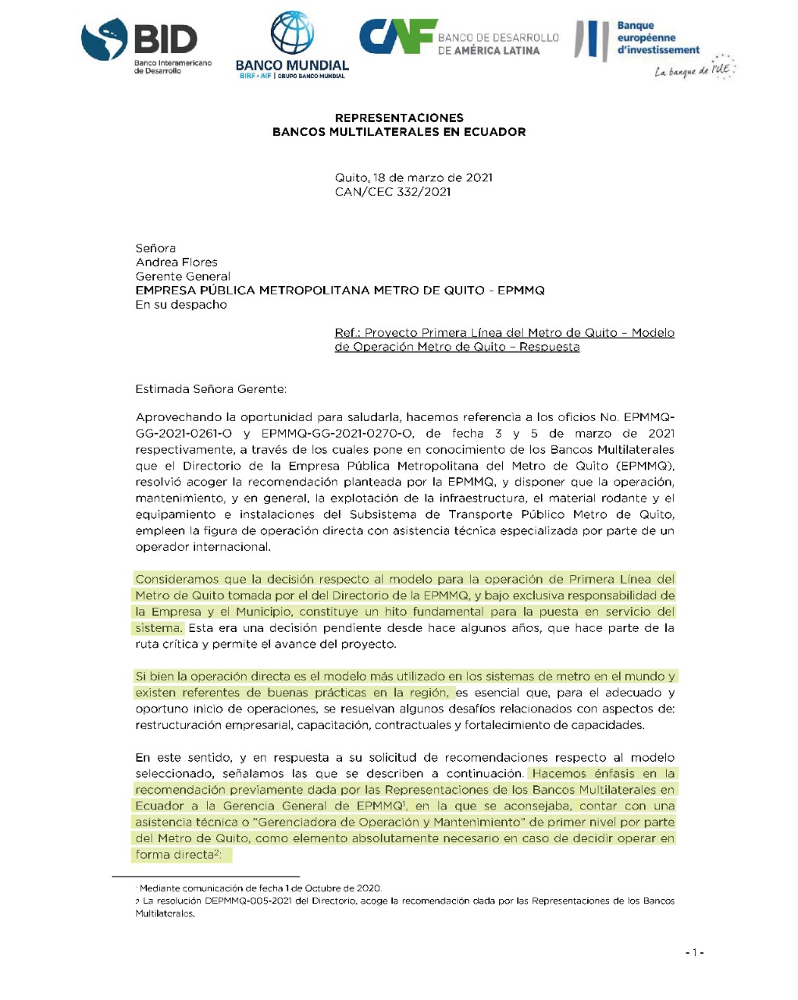 BID
Banco Interamericano
de Desarrollo
BANCO MUNDIAL
BIRF • AIF | GRUPO BANCO MUNDIAL
CAF BANCO DE DESARROLLO
DE AMÉRICA LATINA
Banque
européenne
d'investissement
La banque de l'UE
REPRESENTACIONES
BANCOS MULTILATERALES EN ECUADOR
Quito, 18 de marzo de 2021
CAN/CEC 332/2021
Señora
Andrea Flores
Gerente General
EMPRESA PÚBLICA METROPOLITANA METRO DE QUITO – EPMMQ
En su despacho
Ref.: Proyecto Primera Línea del Metro de Quito – Modelo
de Operación Metro de Quito – Respuesta
Estimada Señora Gerente:
Aprovechando la oportunidad para saludarla, hacemos referencia a los oficios No. EPMMQ-
GG-2021-0261-O y EPMMQ-GG-2021-0270-O, de fecha 3 y 5 de marzo de 2021
respectivamente, a través de los cuales pone en conocimiento de los Bancos Multilaterales
que el Directorio de la Empresa Pública Metropolitana del Metro de Quito (EPMMQ),
resolvió acoger la recomendación planteada por la EPMMQ, y disponer que la operación,
mantenimiento, y en general, la explotación de la infraestructura, el material rodante y el
equipamiento e instalaciones del Subsistema de Transporte Público Metro de Quito,
empleen la figura de operación directa con asistencia técnica especializada por parte de un
operador internacional.
Consideramos que la decisión respecto al modelo para la operación de Primera Línea del
Metro de Quito tomada por el del Directorio de la EPMMQ, y bajo exclusiva responsabilidad de
la Empresa y el Municipio, constituye un hito fundamental para la puesta en servicio del
sistema. Esta era una decisión pendiente desde hace algunos años, que hace parte de la
ruta crítica y permite el avance del proyecto.
Si bien la operación directa es el modelo más utilizado en los sistemas de metro en el mundo y
existen referentes de buenas prácticas en la región, es esencial que, para el adecuado y
oportuno inicio de operaciones, se resuelvan algunos desafíos relacionados con aspectos de:
restructuración empresarial, capacitación, contractuales y fortalecimiento de capacidades.
En este sentido, y en respuesta a su solicitud de recomendaciones respecto al modelo
seleccionado, señalamos las que se describen a continuación. Hacemos énfasis en la
recomendación previamente dada por las Representaciones de los Bancos Multilaterales en
Ecuador a la Gerencia General de EPMMQ¹, en la que se aconsejaba, contar con una
asistencia técnica o "Gerenciadora de Operación y Mantenimiento" de primer nivel por parte
del Metro de Quito, como elemento absolutamente necesario en caso de decidir operar en
forma directa²:
¹ Mediante comunicación de fecha 1 de Octubre de 2020.
2 La resolución DEPMMQ-005-2021 del Directorio, acoge la recomendación dada por las Representaciones de los Bancos
Multilaterales.
- 1 -